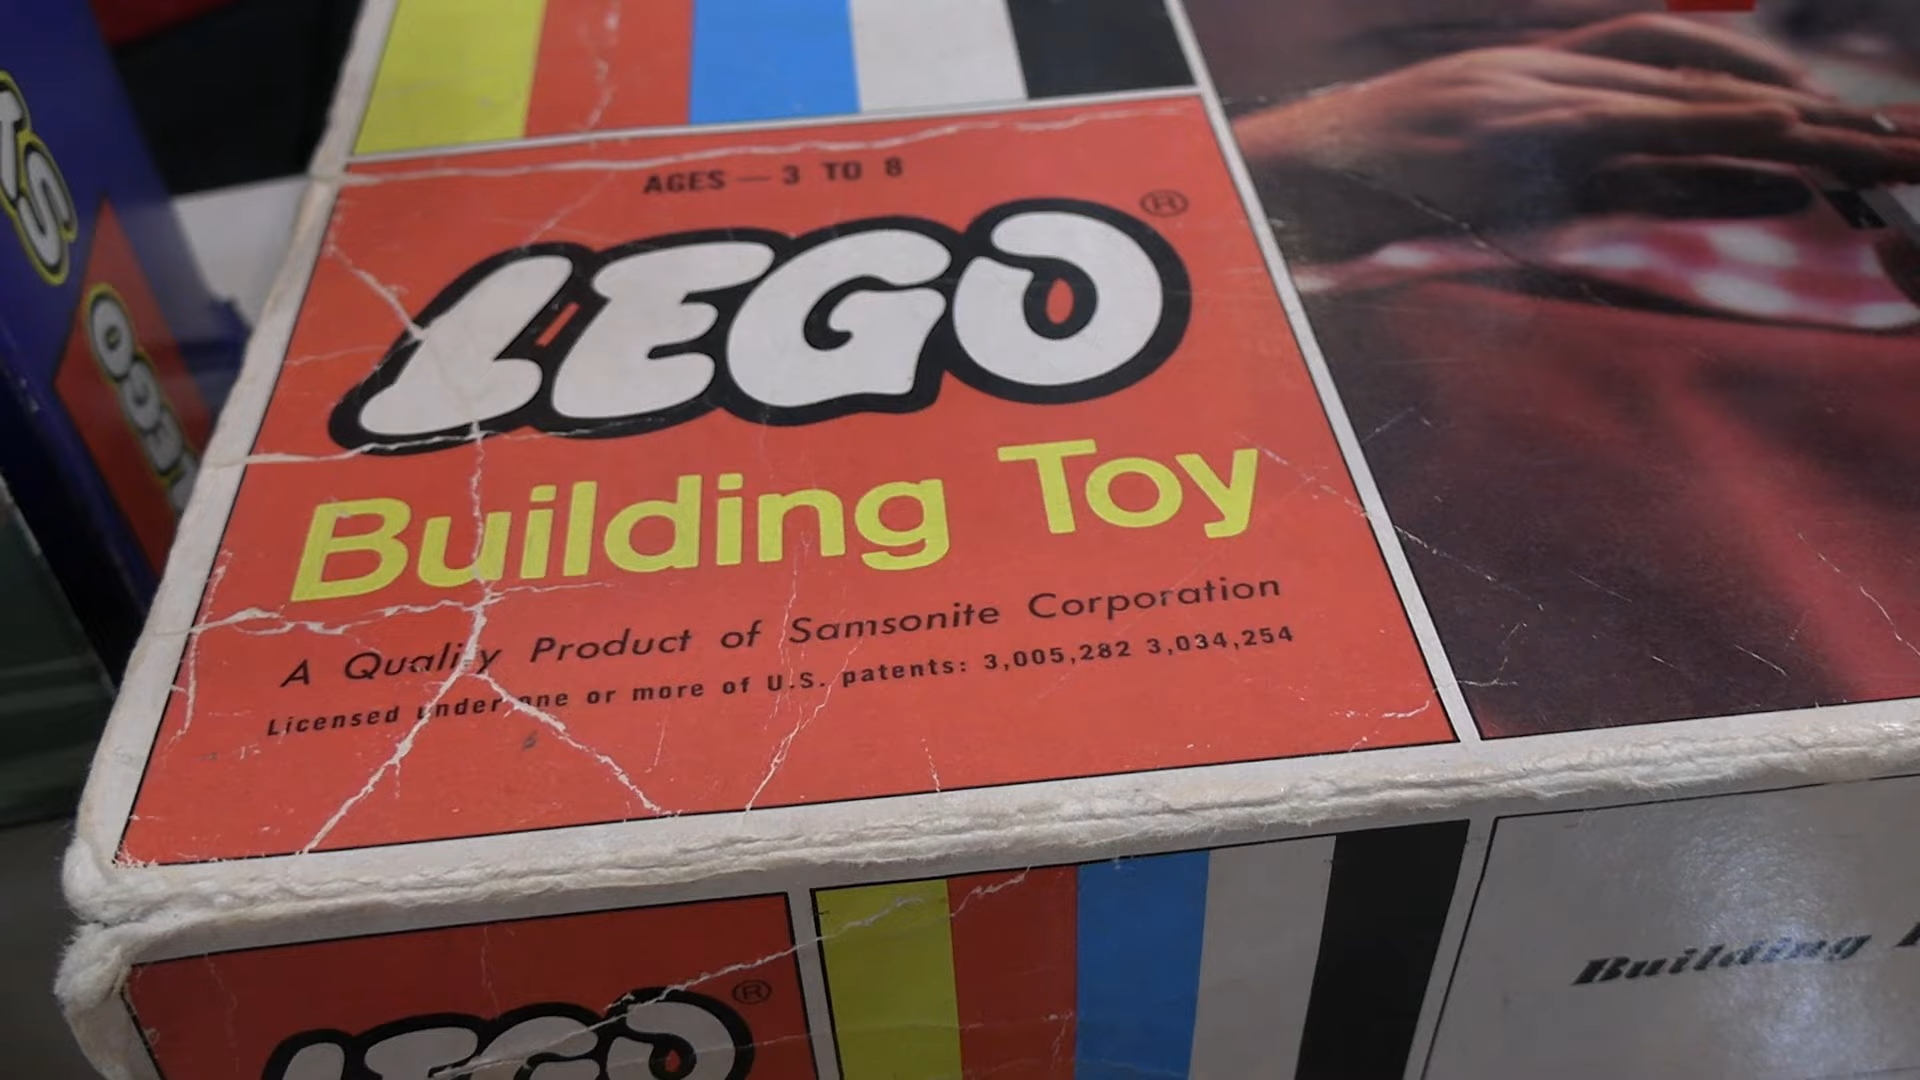 AGES — 3 TO 8
LEGO®
Building Toy
A Quality Product of Samsonite Corporation
Licensed under one or more of U.S. patents: 3,005,282 3,034,254
LEGO®
Building